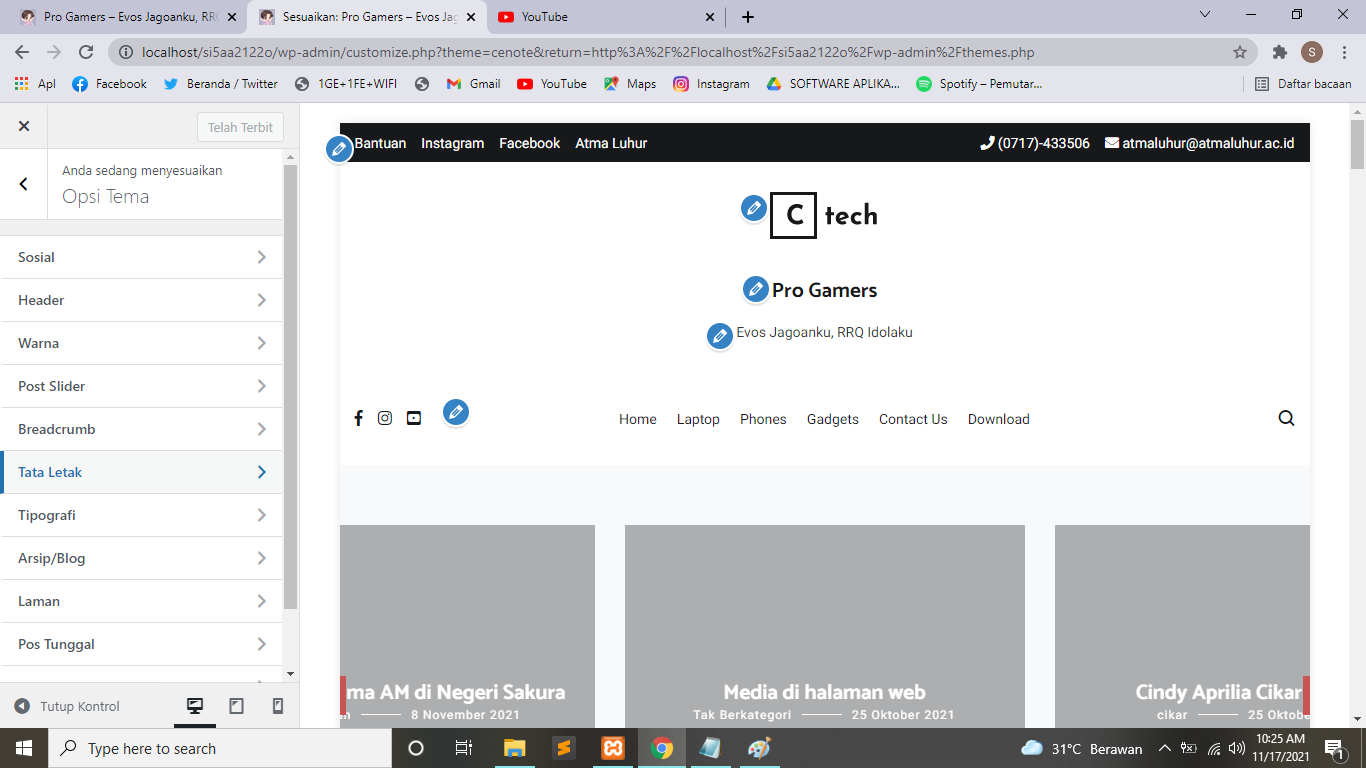 Pro Gamers – Evos Jagoanku, RRQ
Sesuaikan: Pro Gamers – Evos Jag
YouTube
localhost/si5aa2122o/wp-admin/customize.php?theme=cenote&return=http%3A%2F%2Flocalhost%2Fsi5aa2122o%2Fwp-admin%2Fthemes.php
S
Apl Facebook Beranda / Twitter 1GE+1FE+WIFI Gmail YouTube Maps Instagram SOFTWARE APLIKA... Spotify – Pemutar... Daftar bacaan
Telah Terbit
Anda sedang menyesuaikan
Opsi Tema
Sosial
Header
Warna
Post Slider
Breadcrumb
Tata Letak
Tipografi
Arsip/Blog
Laman
Pos Tunggal
Tutup Kontrol
Bantuan Instagram Facebook Atma Luhur (0717)-433506 atmaluhur@atmaluhur.ac.id
C tech
Pro Gamers
Evos Jagoanku, RRQ Idolaku
Home Laptop Phones Gadgets Contact Us Download
ma AM di Negeri Sakura
8 November 2021
Media di halaman web
Tak Berkategori 25 Oktober 2021
Cindy Aprilia Cikar
cikar 25 Oktobe
Type here to search
31°C Berawan
10:25 AM
11/17/2021
1